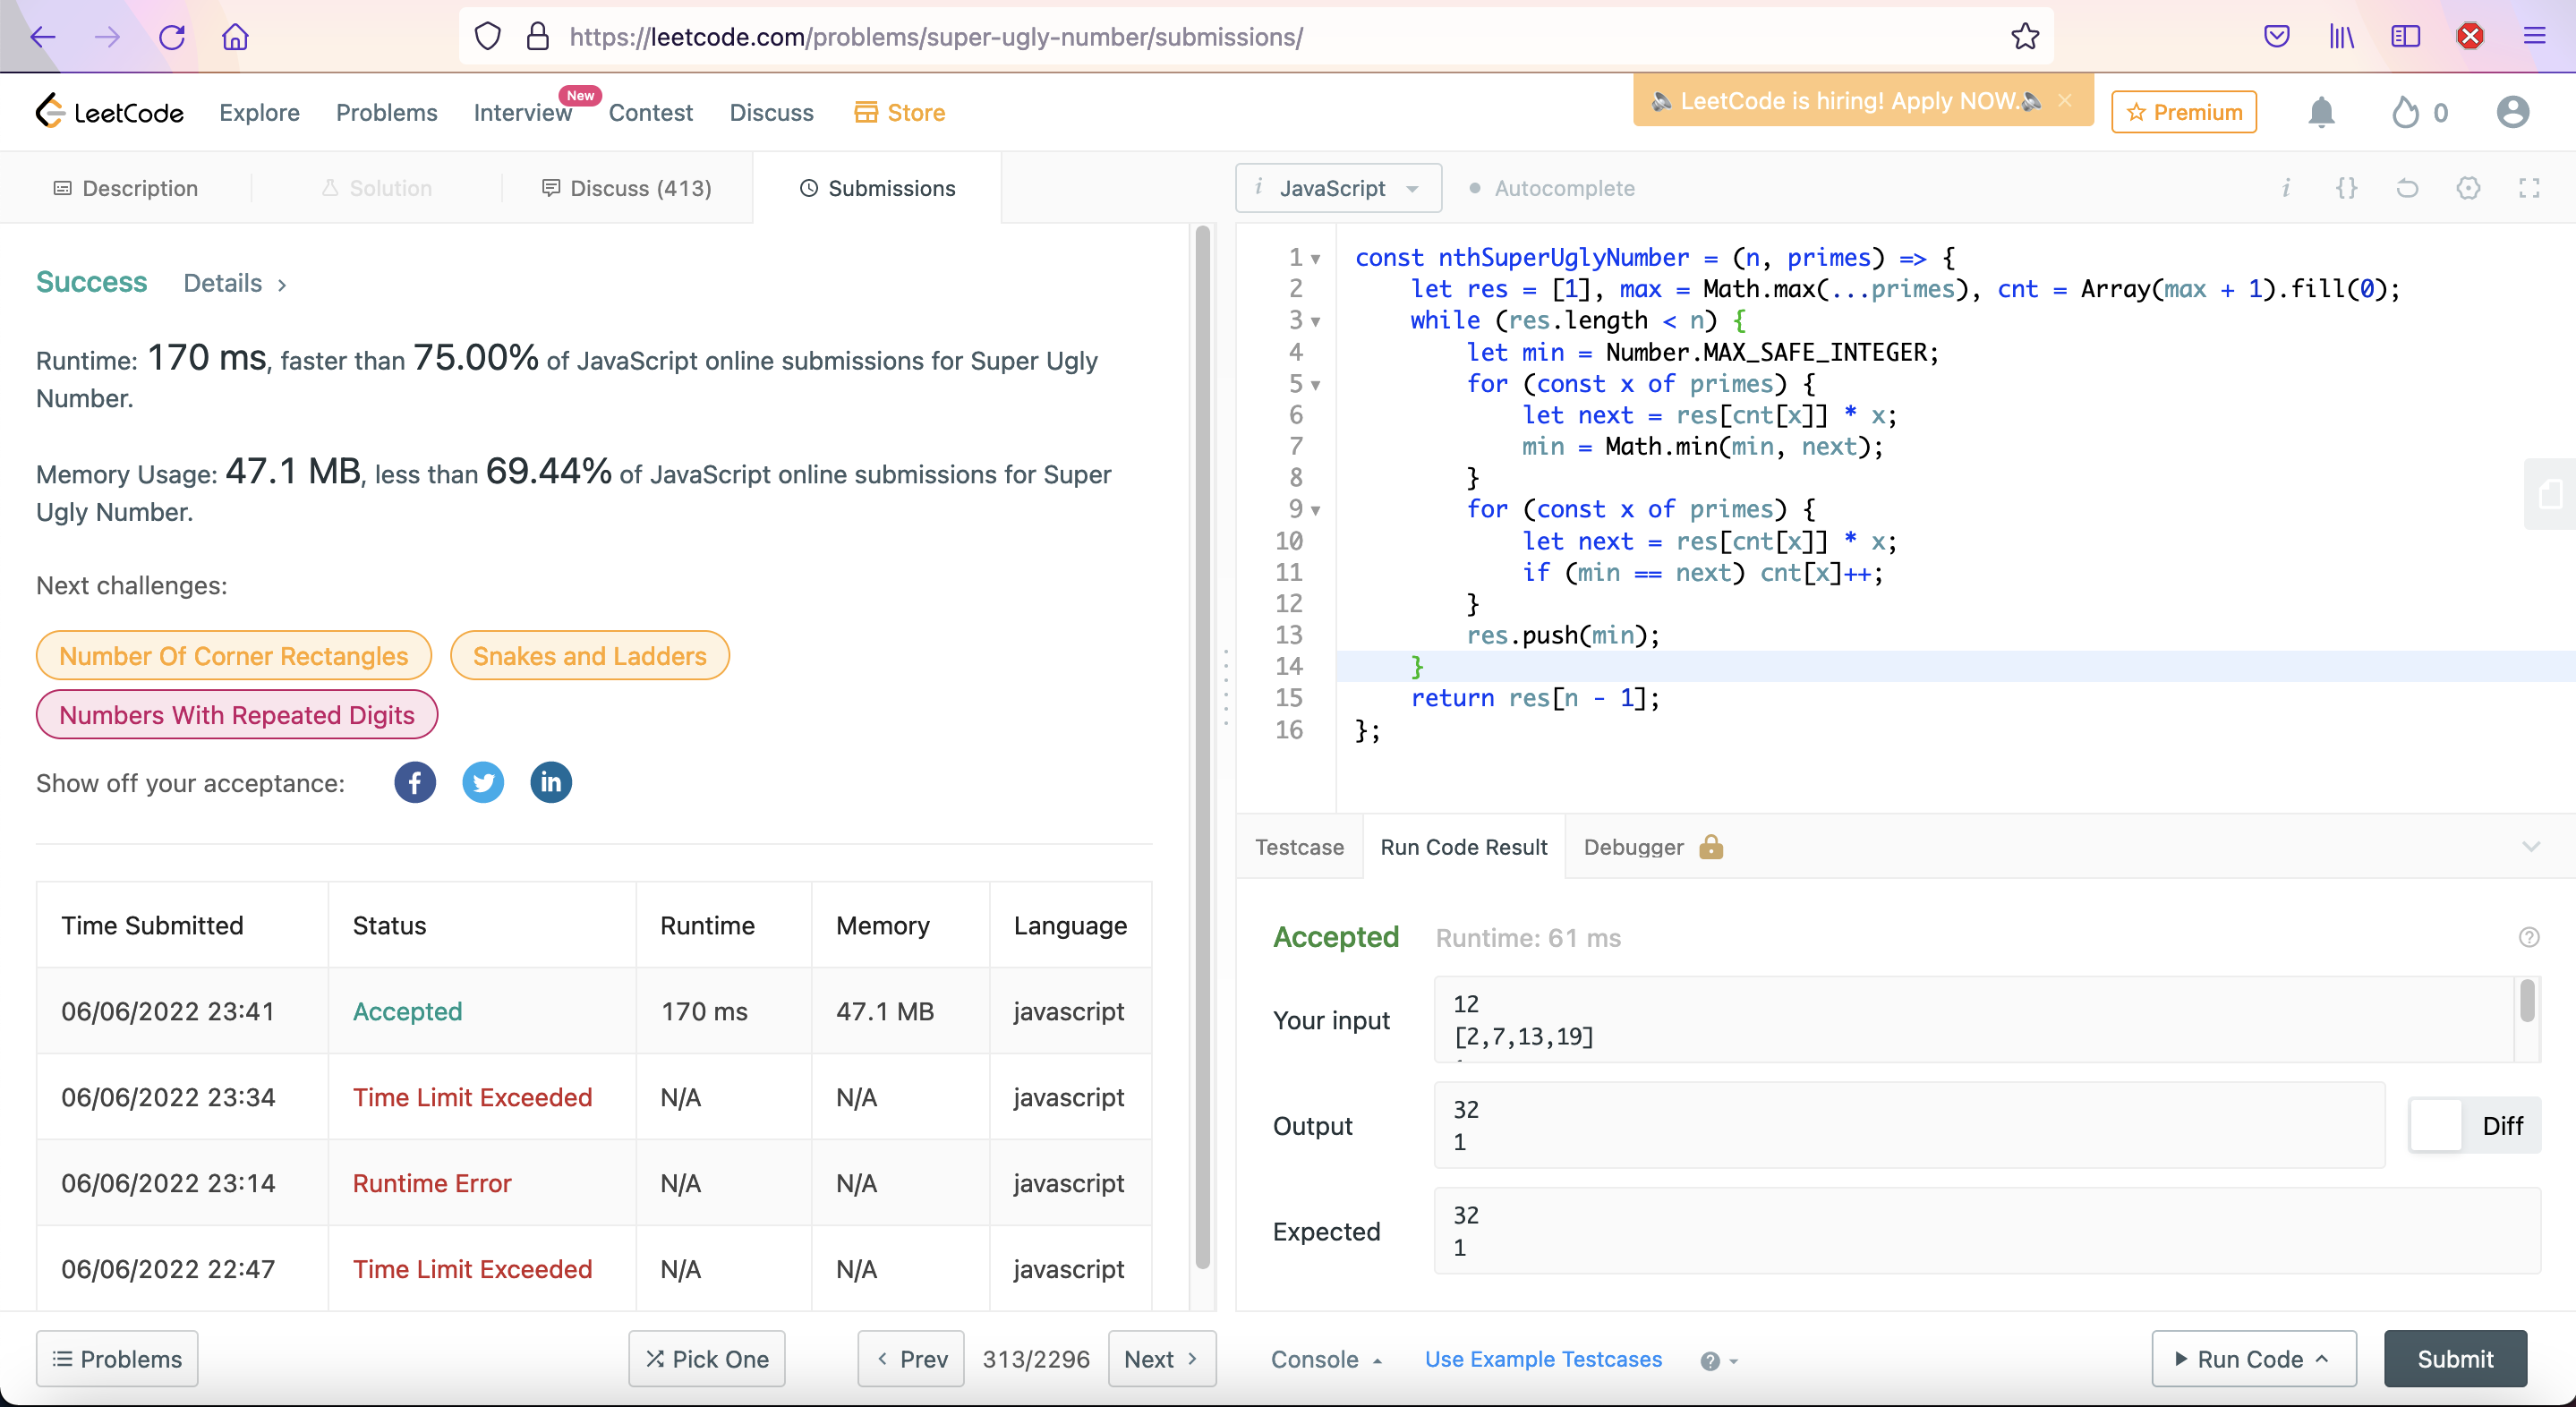 https://leetcode.com/problems/super-ugly-number/submissions/
LeetCode
Explore
Problems
Interview
New
Contest
Discuss
Store
LeetCode is hiring! Apply NOW.
Premium
0
Description
Solution
Discuss (413)
Submissions
i JavaScript
Autocomplete
i
{}
Success
Details
Runtime: 170 ms, faster than 75.00% of JavaScript online submissions for Super Ugly
Number.
Memory Usage: 47.1 MB, less than 69.44% of JavaScript online submissions for Super
Ugly Number.
Next challenges:
Number Of Corner Rectangles
Snakes and Ladders
Numbers With Repeated Digits
Show off your acceptance:
Time Submitted Status Runtime Memory Language
06/06/2022 23:41 Accepted 170 ms 47.1 MB javascript
06/06/2022 23:34 Time Limit Exceeded N/A N/A javascript
06/06/2022 23:14 Runtime Error N/A N/A javascript
06/06/2022 22:47 Time Limit Exceeded N/A N/A javascript
Problems
Pick One
Prev
313/2296
Next
1 const nthSuperUglyNumber = (n, primes) => {
2 let res = [1], max = Math.max(...primes), cnt = Array(max + 1).fill(0);
3 while (res.length < n) {
4 let min = Number.MAX_SAFE_INTEGER;
5 for (const x of primes) {
6 let next = res[cnt[x]] * x;
7 min = Math.min(min, next);
8 }
9 for (const x of primes) {
10 let next = res[cnt[x]] * x;
11 if (min == next) cnt[x]++;
12 }
13 res.push(min);
14 }
15 return res[n - 1];
16 };
Testcase
Run Code Result
Debugger
Accepted
Runtime: 61 ms
Your input
12
[2,7,13,19]
Output
32
1
Diff
Expected
32
1
Console
Use Example Testcases
Run Code
Submit